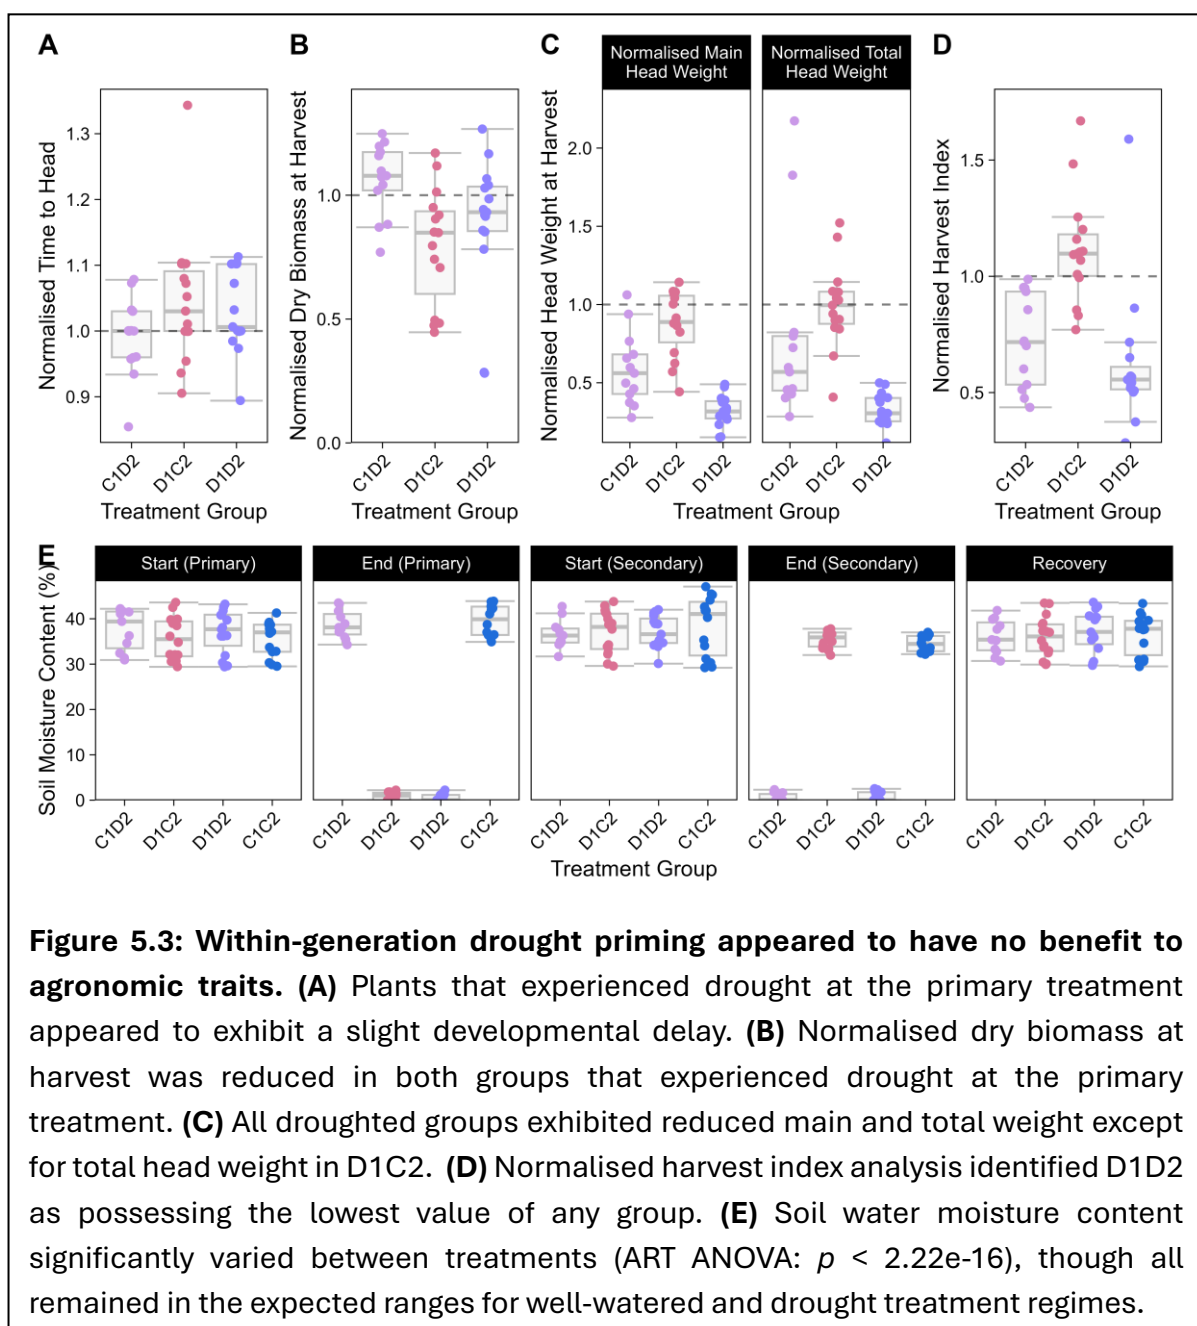 A
Normalised Time to Head
1.3
1.2
1.1
1.0
0.9
C1D2
D1C2
D1D2
Treatment Group
B
Normalised Dry Biomass at Harvest
1.0
0.5
0.0
C1D2
D1C2
D1D2
Treatment Group
C
Normalised Head Weight at Harvest
Normalised Main
Head Weight
Normalised Total
Head Weight
2.0
1.5
1.0
0.5
C1D2
D1C2
D1D2
C1D2
D1C2
D1D2
Treatment Group
D
Normalised Harvest Index
1.5
1.0
0.5
C1D2
D1C2
D1D2
Treatment Group
E
Soil Moisture Content (%)
Start (Primary)
End (Primary)
Start (Secondary)
End (Secondary)
Recovery
40
30
20
10
0
C1D2
D1C2
D1D2
C1C2
C1D2
D1C2
D1D2
C1C2
C1D2
D1C2
D1D2
C1C2
C1D2
D1C2
D1D2
C1C2
C1D2
D1C2
D1D2
C1C2
Treatment Group
Figure 5.3: Within-generation drought priming appeared to have no benefit to
agronomic traits. (A) Plants that experienced drought at the primary treatment
appeared to exhibit a slight developmental delay. (B) Normalised dry biomass at
harvest was reduced in both groups that experienced drought at the primary
treatment. (C) All droughted groups exhibited reduced main and total weight except
for total head weight in D1C2. (D) Normalised harvest index analysis identified D1D2
as possessing the lowest value of any group. (E) Soil water moisture content
significantly varied between treatments (ART ANOVA: p < 2.22e-16), though all
remained in the expected ranges for well-watered and drought treatment regimes.